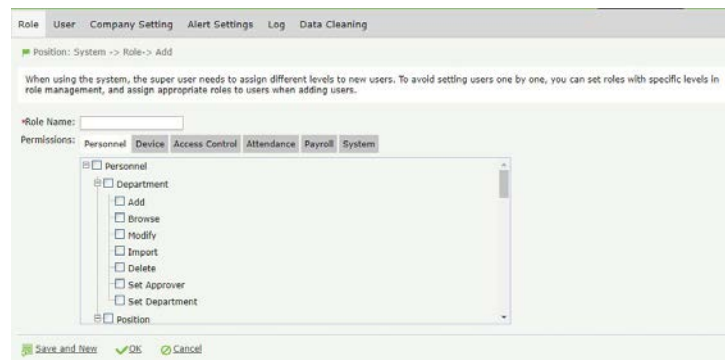 Role User Company Setting Alert Settings Log Data Cleaning
Position: System -> Role-> Add
When using the system, the super user needs to assign different levels to new users. To avoid setting users one by one, you can set roles with specific levels in
role management, and assign appropriate roles to users when adding users.
*Role Name:
Permissions: Personnel Device Access Control Attendance Payroll System
Personnel
Department
Add
Browse
Modify
Import
Delete
Set Approver
Set Department
Position
Save and New OK Cancel